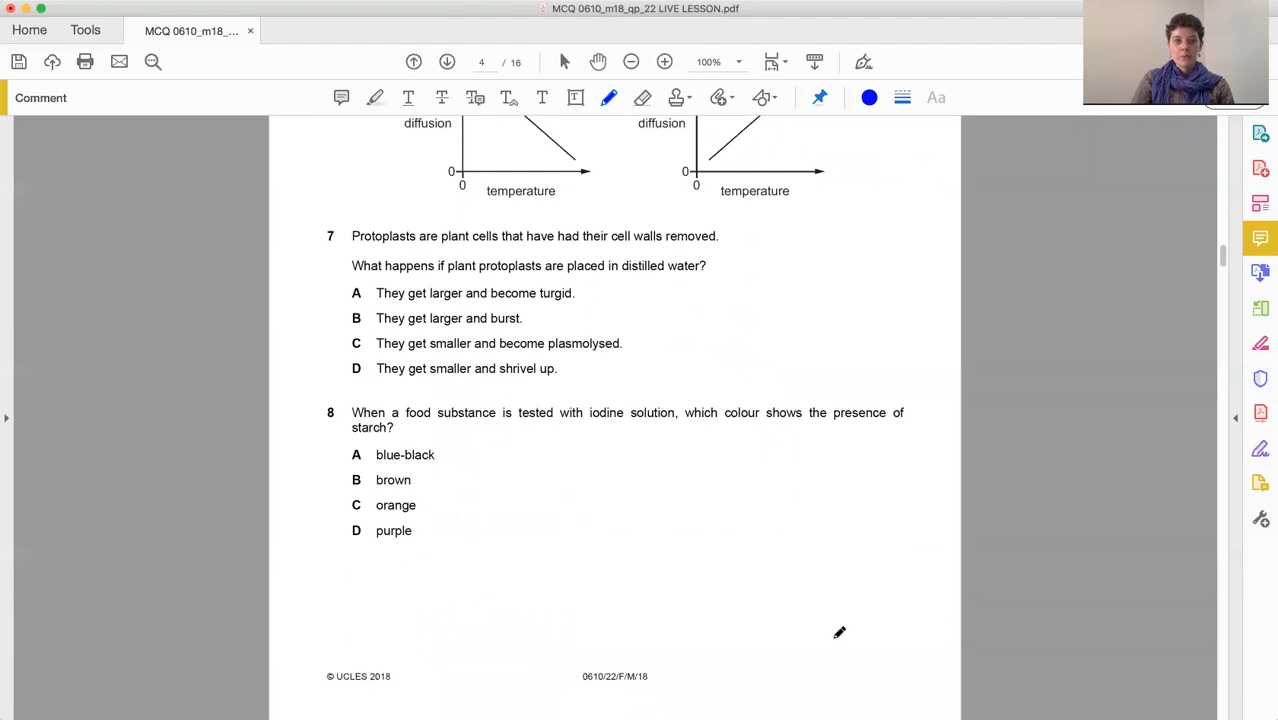 MCQ 0610_m18_qp_22 LIVE LESSON.pdf
Home Tools MCQ 0610_m18_... ×
4 / 16 100%
Comment Aa
diffusion diffusion
0 0
0 0
temperature temperature
7 Protoplasts are plant cells that have had their cell walls removed.
What happens if plant protoplasts are placed in distilled water?
A They get larger and become turgid.
B They get larger and burst.
C They get smaller and become plasmolysed.
D They get smaller and shrivel up.
8 When a food substance is tested with iodine solution, which colour shows the presence of
starch?
A blue-black
B brown
C orange
D purple
© UCLES 2018 0610/22/F/M/18